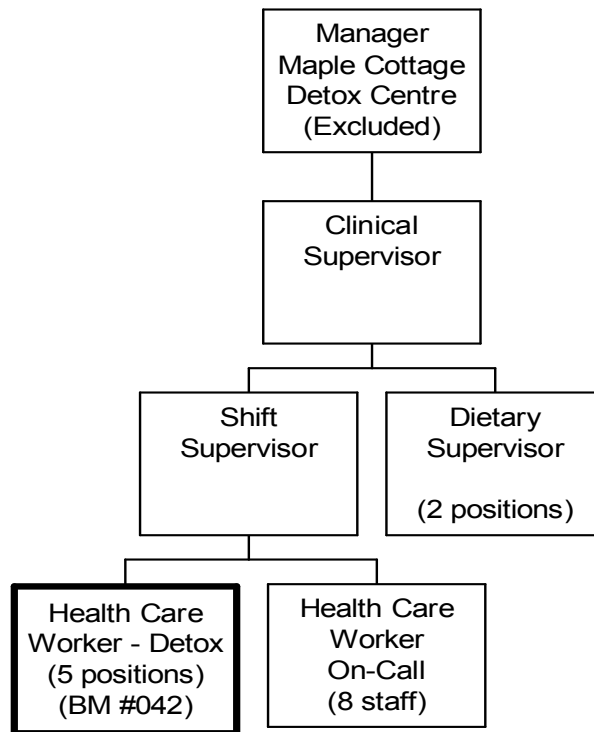 Manager
Maple Cottage
Detox Centre
(Excluded)
Clinical
Supervisor
Shift
Supervisor
Dietary
Supervisor
(2 positions)
Health Care
Worker - Detox
(5 positions)
(BM #042)
Health Care
Worker
On-Call
(8 staff)